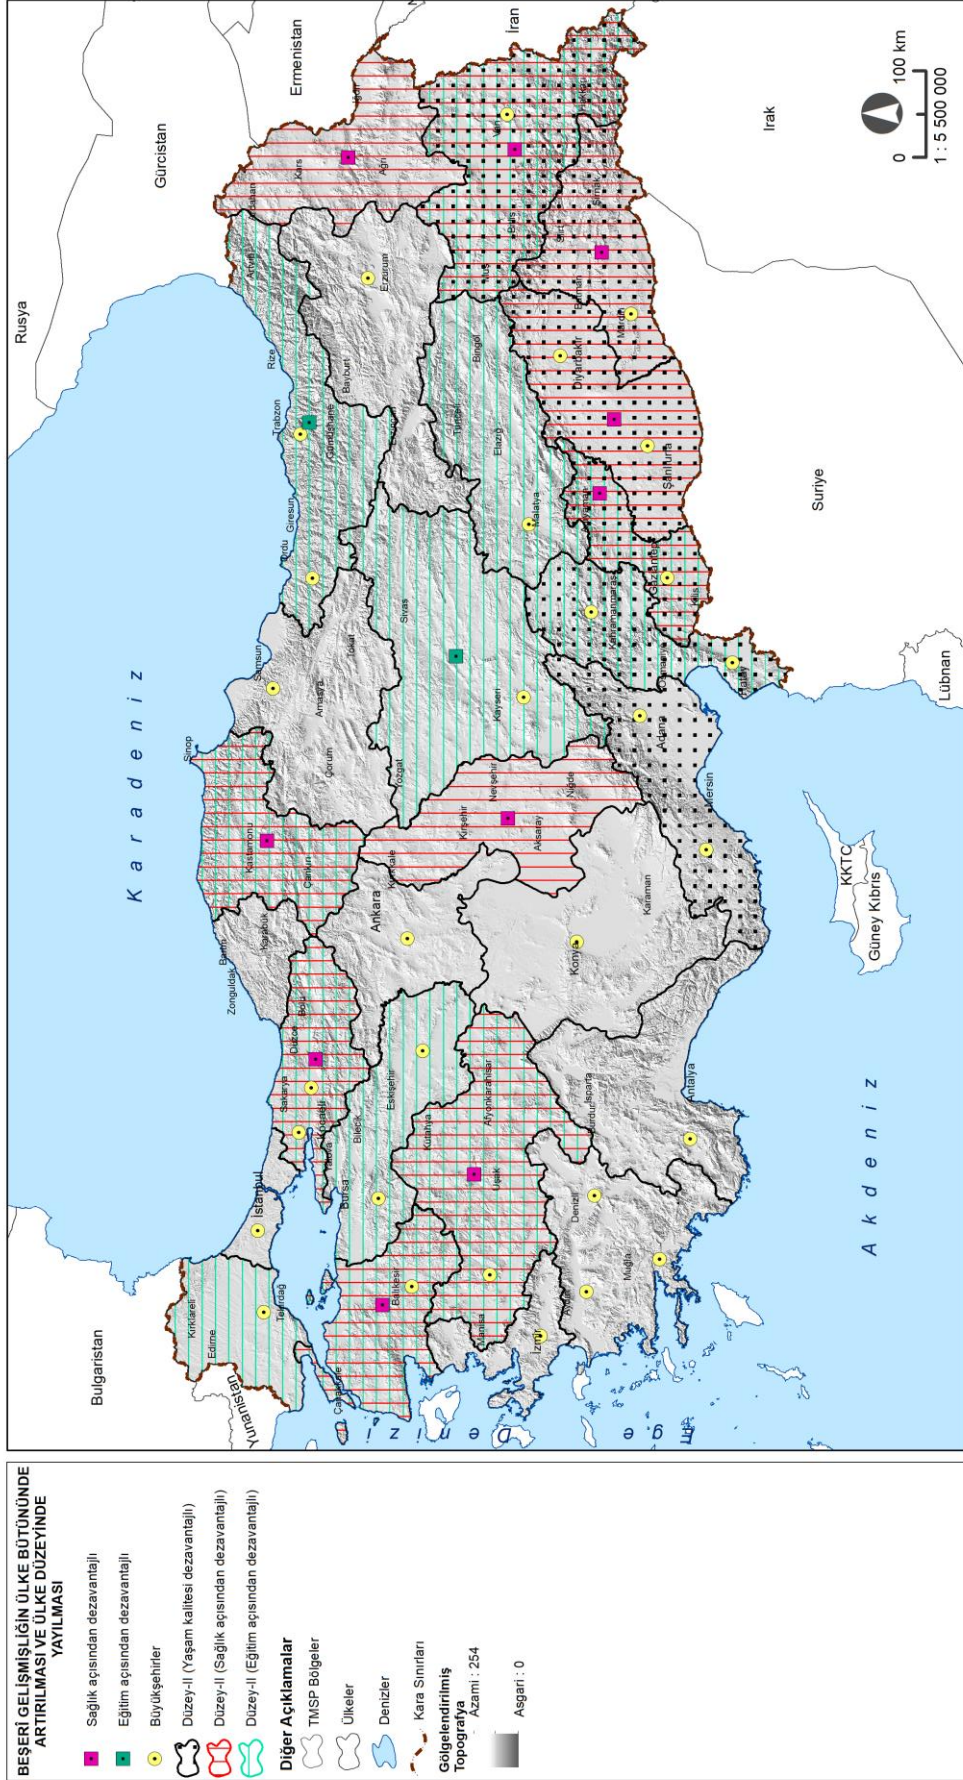 BEŞERİ GELİŞMİŞLİĞİN ÜLKE BÜTÜNÜNDE
ARTIRILMASI VE ÜLKE DÜZEYİNDE
YAYILMASI
Sağlık açısından dezavantajlı
Eğitim açısından dezavantajlı
Büyükşehirler
Düzey-II (Yaşam kalitesi dezavantajlı)
Düzey-II (Sağlık açısından dezavantajlı)
Düzey-II (Eğitim açısından dezavantajlı)
Diğer Açıklamalar
TMSP Bölgeler
Ülkeler
Denizler
Kara Sınırları
Gölgelendirilmiş
Topografya
Azami : 254
Asgari : 0
Bulgaristan
Yunanistan
Rusya
Gürcistan
Ermenistan
İran
Irak
Suriye
Lübnan
KKTC
Güney Kıbrıs
Karadeniz
Akdeniz
Ege Denizi
Kırklareli
Edirne
Tekirdağ
İstanbul
Çanakkale
Balıkesir
Bursa
Yalova
Kocaeli
Sakarya
Düzce
Bolu
Bilecik
Eskişehir
Kütahya
Manisa
Uşak
Afyonkarahisar
İzmir
Aydın
Denizli
Muğla
Burdur
Isparta
Antalya
Zonguldak
Bartın
Karabük
Kastamonu
Sinop
Çankırı
Ankara
Kırıkkale
Kırşehir
Nevşehir
Aksaray
Niğde
Konya
Karaman
Mersin
Adana
Osmaniye
Hatay
Samsun
Amasya
Çorum
Tokat
Yozgat
Sivas
Kayseri
Kahramanmaraş
Gaziantep
Kilis
Ordu
Giresun
Trabzon
Rize
Artvin
Gümüşhane
Bayburt
Erzincan
Erzurum
Tunceli
Bingöl
Elazığ
Malatya
Adıyaman
Şanlıurfa
Diyarbakır
Mardin
Batman
Siirt
Şırnak
Ardahan
Kars
Iğdır
Ağrı
Muş
Bitlis
Van
Hakkari
0 100 km
1 : 5 500 000